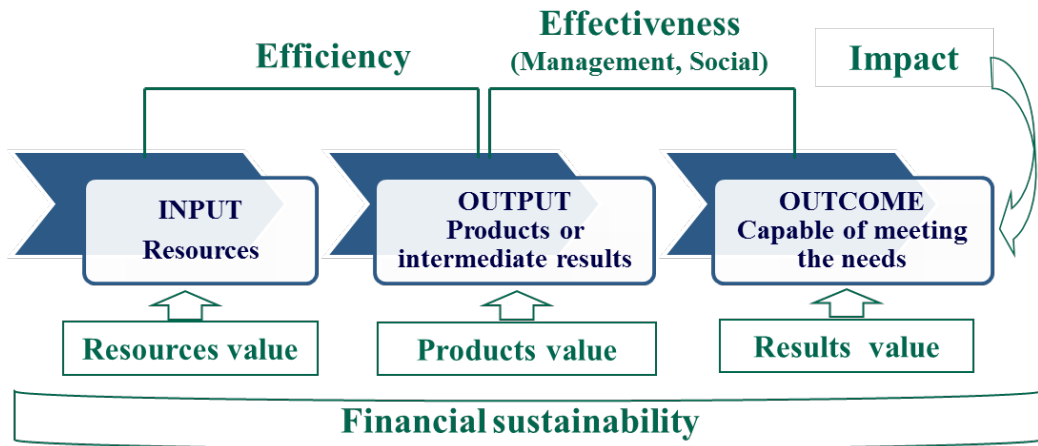 Efficiency
Effectiveness
(Management, Social)
Impact
INPUT
Resources
OUTPUT
Products or
intermediate results
OUTCOME
Capable of meeting
the needs
Resources value
Products value
Results value
Financial sustainability